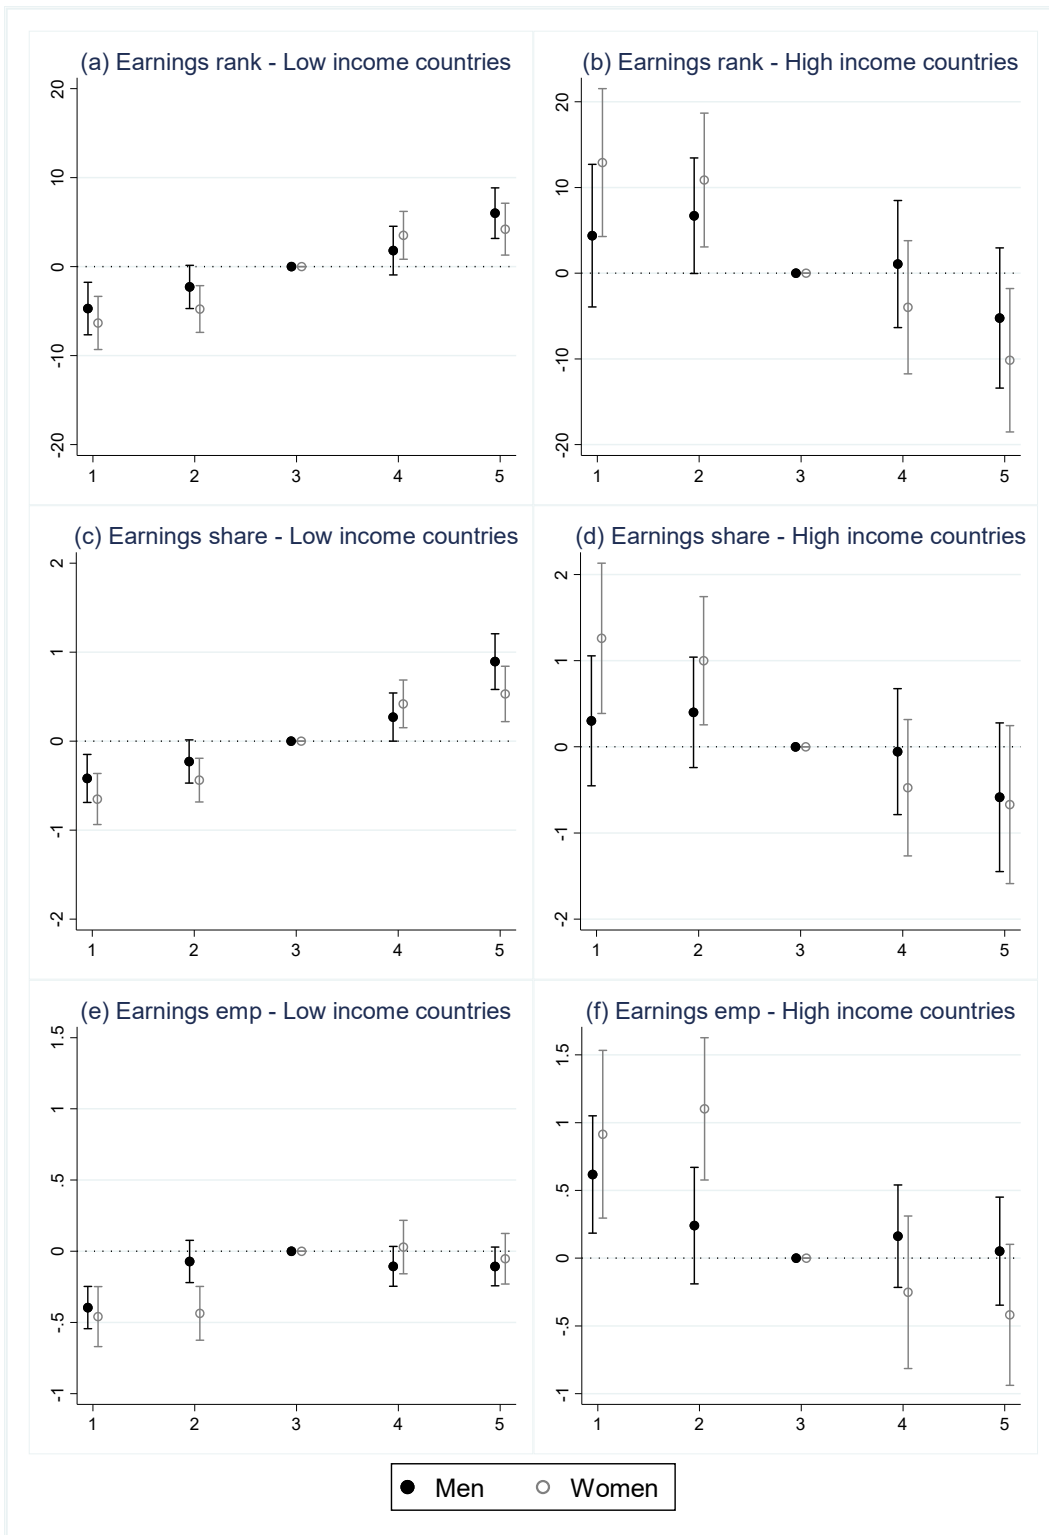 (a) Earnings rank - Low income countries
20
10
0
-10
-20
1 2 3 4 5
(b) Earnings rank - High income countries
20
10
0
-10
-20
1 2 3 4 5
(c) Earnings share - Low income countries
2
1
0
-1
-2
1 2 3 4 5
(d) Earnings share - High income countries
2
1
0
-1
-2
1 2 3 4 5
(e) Earnings emp - Low income countries
1.5
1
.5
0
-.5
-1
1 2 3 4 5
(f) Earnings emp - High income countries
1.5
1
.5
0
-.5
-1
1 2 3 4 5
Men Women